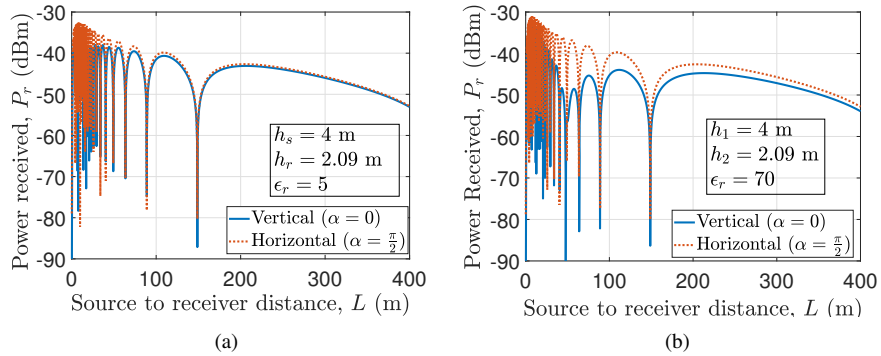 -30
-40
-50
-60
-70
-80
-90
Power received, P_r (dBm)
h_s = 4 m
h_r = 2.09 m
ϵ_r = 5
Vertical (α = 0)
Horizontal (α = π/2)
0 100 200 300 400
Source to receiver distance, L (m)
(a)
-30
-40
-50
-60
-70
-80
-90
Power Received, P_r (dBm)
h_1 = 4 m
h_2 = 2.09 m
ϵ_r = 70
Vertical (α = 0)
Horizontal (α = π/2)
0 100 200 300 400
Source to receiver distance, L (m)
(b)